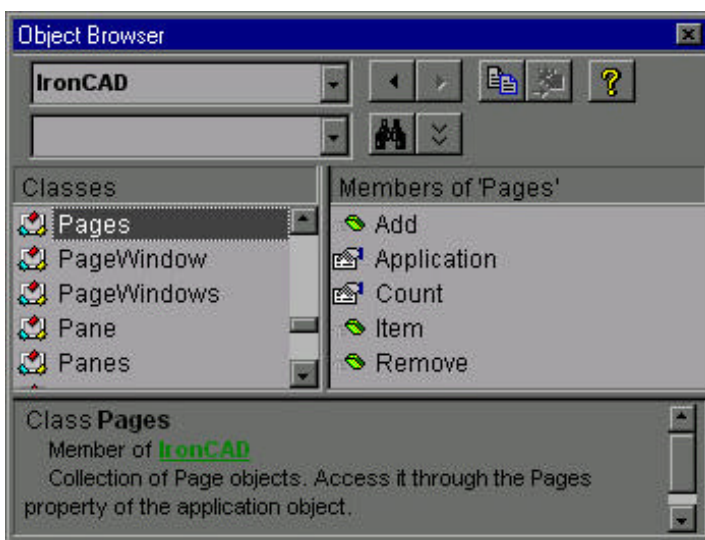 Object Browser
IronCAD
Classes
Members of 'Pages'
Pages
PageWindow
PageWindows
Pane
Panes
Add
Application
Count
Item
Remove
Class Pages
Member of IronCAD
Collection of Page objects. Access it through the Pages
property of the application object.